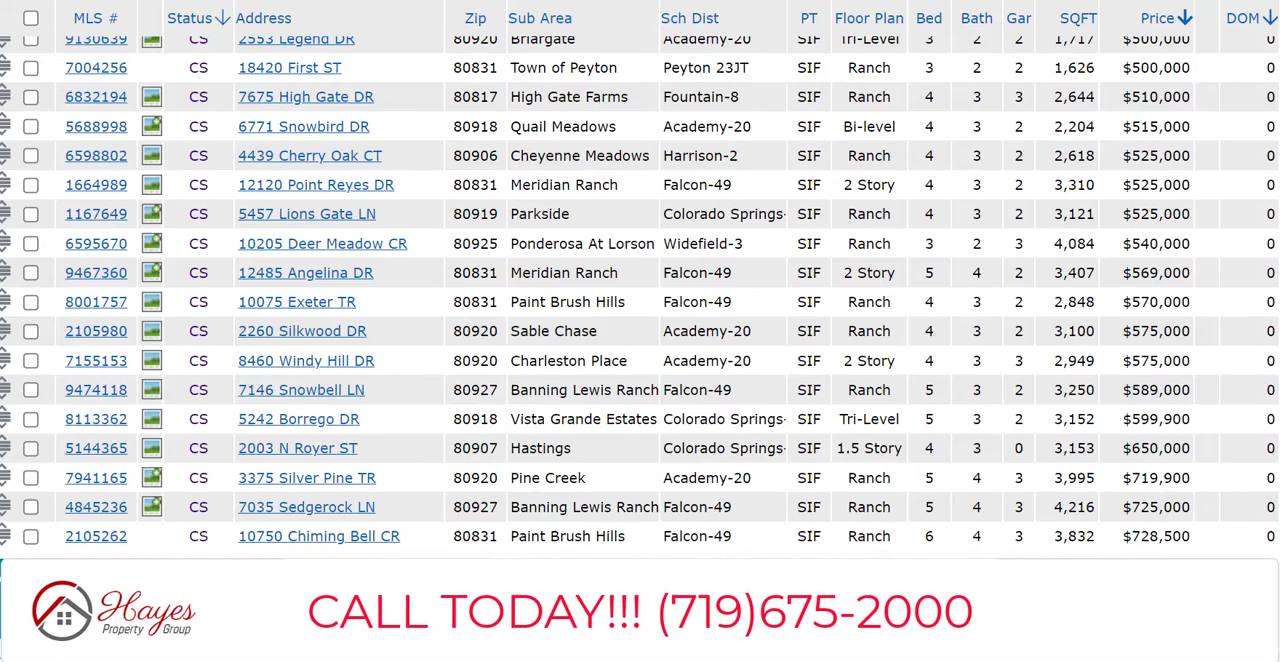 MLS # Status Address Zip Sub Area Sch Dist PT Floor Plan Bed Bath Gar SQFT Price DOM
9130639 CS 2553 Legend DR 80920 Briargate Academy-20 SIF Tri-Level 3 2 2 1,717 $500,000 0
7004256 CS 18420 First ST 80831 Town of Peyton Peyton 23JT SIF Ranch 3 2 2 1,626 $500,000 0
6832194 CS 7675 High Gate DR 80817 High Gate Farms Fountain-8 SIF Ranch 4 3 3 2,644 $510,000 0
5688998 CS 6771 Snowbird DR 80918 Quail Meadows Academy-20 SIF Bi-level 4 3 2 2,204 $515,000 0
6598802 CS 4439 Cherry Oak CT 80906 Cheyenne Meadows Harrison-2 SIF Ranch 4 3 2 2,618 $525,000 0
1664989 CS 12120 Point Reyes DR 80831 Meridian Ranch Falcon-49 SIF 2 Story 4 3 2 3,310 $525,000 0
1167649 CS 5457 Lions Gate LN 80919 Parkside Colorado Springs- SIF Ranch 4 3 2 3,121 $525,000 0
6595670 CS 10205 Deer Meadow CR 80925 Ponderosa At Lorson Widefield-3 SIF Ranch 3 2 3 4,084 $540,000 0
9467360 CS 12485 Angelina DR 80831 Meridian Ranch Falcon-49 SIF 2 Story 5 4 2 3,407 $569,000 0
8001757 CS 10075 Exeter TR 80831 Paint Brush Hills Falcon-49 SIF Ranch 4 3 2 2,848 $570,000 0
2105980 CS 2260 Silkwood DR 80920 Sable Chase Academy-20 SIF Ranch 4 3 2 3,100 $575,000 0
7155153 CS 8460 Windy Hill DR 80920 Charleston Place Academy-20 SIF 2 Story 4 3 3 2,949 $575,000 0
9474118 CS 7146 Snowbell LN 80927 Banning Lewis Ranch Falcon-49 SIF Ranch 5 3 2 3,250 $589,000 0
8113362 CS 5242 Borrego DR 80918 Vista Grande Estates Colorado Springs- SIF Tri-Level 5 3 2 3,152 $599,900 0
5144365 CS 2003 N Royer ST 80907 Hastings Colorado Springs- SIF 1.5 Story 4 3 0 3,153 $650,000 0
7941165 CS 3375 Silver Pine TR 80920 Pine Creek Academy-20 SIF Ranch 5 4 3 3,995 $719,900 0
4845236 CS 7035 Sedgerock LN 80927 Banning Lewis Ranch Falcon-49 SIF Ranch 5 4 3 4,216 $725,000 0
2105262 CS 10750 Chiming Bell CR 80831 Paint Brush Hills Falcon-49 SIF Ranch 6 4 3 3,832 $728,500 0
Hayes
Property Group
CALL TODAY!!! (719)675-2000